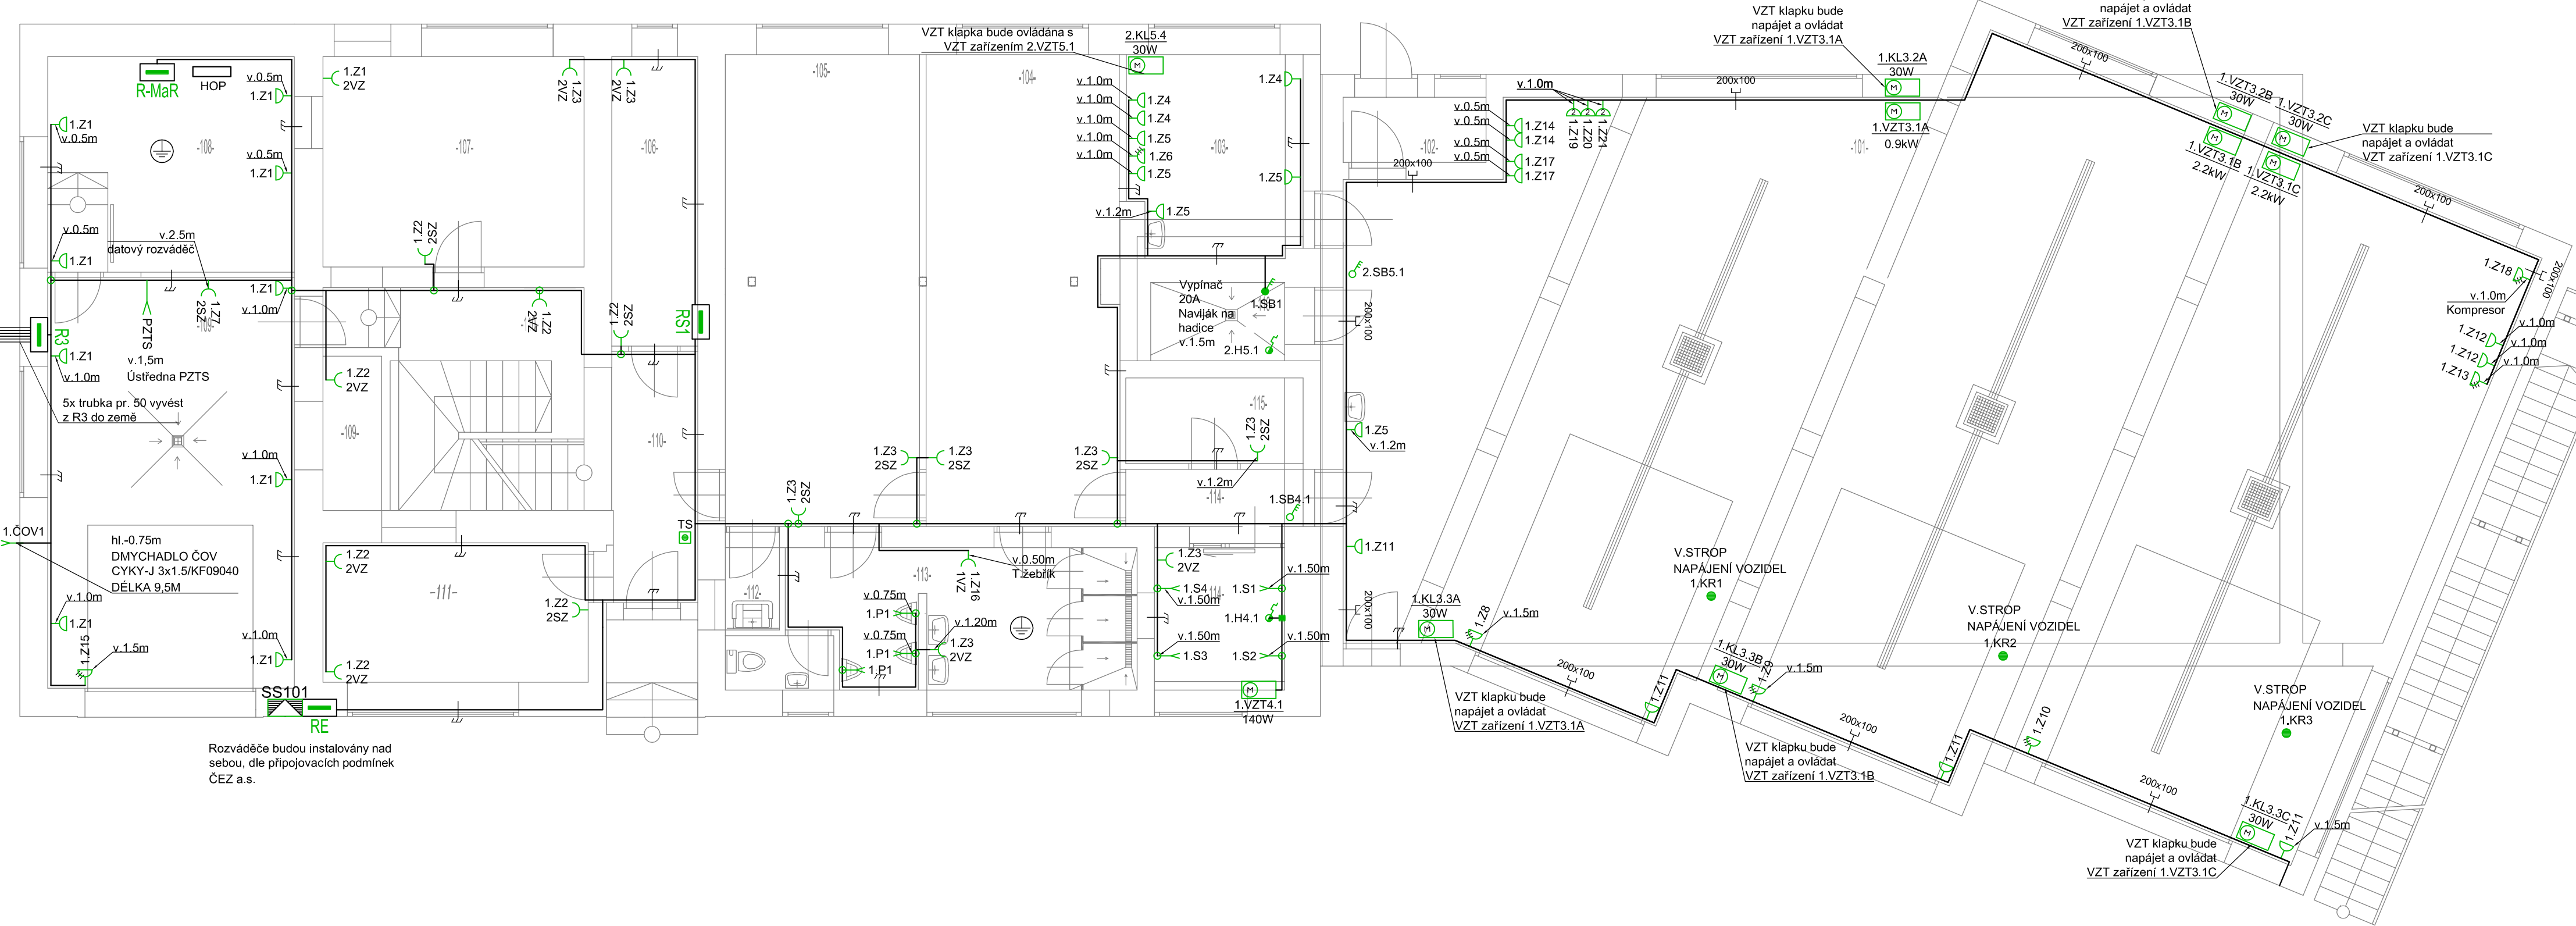 VZT klapka bude ovládána s
VZT zařízením 2.VZT5.1
2.KL5.4
30W
VZT klapku bude
napájet a ovládat
VZT zařízení 1.VZT3.1A
napájet a ovládat
VZT zařízení 1.VZT3.1B
1.KL3.2A
30W
1.VZT3.1A
0.9kW
200x100
200x100
1.VZT3.2B
30W
1.VZT3.2C
30W
1.VZT3.1B
2.2kW
1.VZT3.1C
2.2kW
VZT klapku bude
napájet a ovládat
VZT zařízení 1.VZT3.1C
200x100
200x100
200x100
R-MaR
HOP
v.0.5m
1.Z1
1.Z1
2VZ
1.Z3
2VZ
1.Z3
2VZ
-105-
-104-
v.1.0m
1.Z4
v.1.0m
1.Z4
v.1.0m
1.Z5
v.1.0m
1.Z6
v.1.0m
1.Z5
1.Z4
1.Z5
-103-
v.1.2m
1.Z5
v.0.5m
1.Z14
v.0.5m
1.Z14
v.0.5m
1.Z17
v.0.5m
1.Z17
v.1.0m
1.Z19
1.Z20
1.Z21
-102-
-101-
1.Z1
v.0.5m
-108-
-107-
-106-
v.0.5m
1.Z1
v.0.5m
1.Z1
v.2.5m
datový rozváděč
1.Z2
2SZ
1.Z1
v.1.0m
1.Z7
2SZ
PZTS
R3
v.1,5m
Ústředna PZTS
1.Z1
v.1.0m
5x trubka pr. 50 vyvést
z R3 do země
1.Z2
2VZ
1.Z2
2SZ
RS1
1.Z2
2VZ
-109-
-110-
Vypínač
20A
Naviják na
hadice
v.1.5m
1.SB1
2.H5.1
2.SB5.1
200x100
-115-
1.Z3
2SZ
1.Z5
v.1.2m
1.Z18
v.1.0m
Kompresor
1.Z12
v.1.0m
1.Z12
v.1.0m
1.Z13
v.1.0m
1.Z3
2SZ
1.Z3
2SZ
1.Z3
2SZ
v.1.2m
-114-
1.SB4.1
v.1.0m
1.Z1
1.Z3
2SZ
TS
1.ČOV1
hl.-0.75m
DMYCHADLO ČOV
CYKY-J 3x1.5/KF09040
DÉLKA 9,5M
1.Z2
2VZ
-111-
1.Z2
2SZ
1.Z2
2VZ
v.1.0m
1.Z1
1.Z15
v.1.5m
v.1.0m
1.Z1
SS101
RE
Rozváděče budou instalovány nad
sebou, dle připojovacích podmínek
ČEZ a.s.
-112-
-113-
v.0.50m
T.žebřík
1.Z16
1VZ
v.0.75m
1.P1
v.0.75m
1.P1
1.P1
v.1.20m
1.Z3
2VZ
1.Z3
2VZ
1.S4
v.1.50m
v.1.50m
1.S3
v.1.50m
1.S1
1.H4.1
v.1.50m
1.S2
1.VZT4.1
140W
1.Z11
200x100
1.KL3.3A
30W
1.Z8
v.1.5m
200x100
VZT klapku bude
napájet a ovládat
VZT zařízení 1.VZT3.1A
1.Z11
V.STROP
NAPÁJENÍ VOZIDEL
1.KR1
1.KL3.3B
30W
1.Z9
v.1.5m
VZT klapku bude
napájet a ovládat
VZT zařízení 1.VZT3.1B
200x100
1.Z11
V.STROP
NAPÁJENÍ VOZIDEL
1.KR2
1.Z10
200x100
V.STROP
NAPÁJENÍ VOZIDEL
1.KR3
1.KL3.3C
30W
1.Z11
v.1.5m
VZT klapku bude
napájet a ovládat
VZT zařízení 1.VZT3.1C